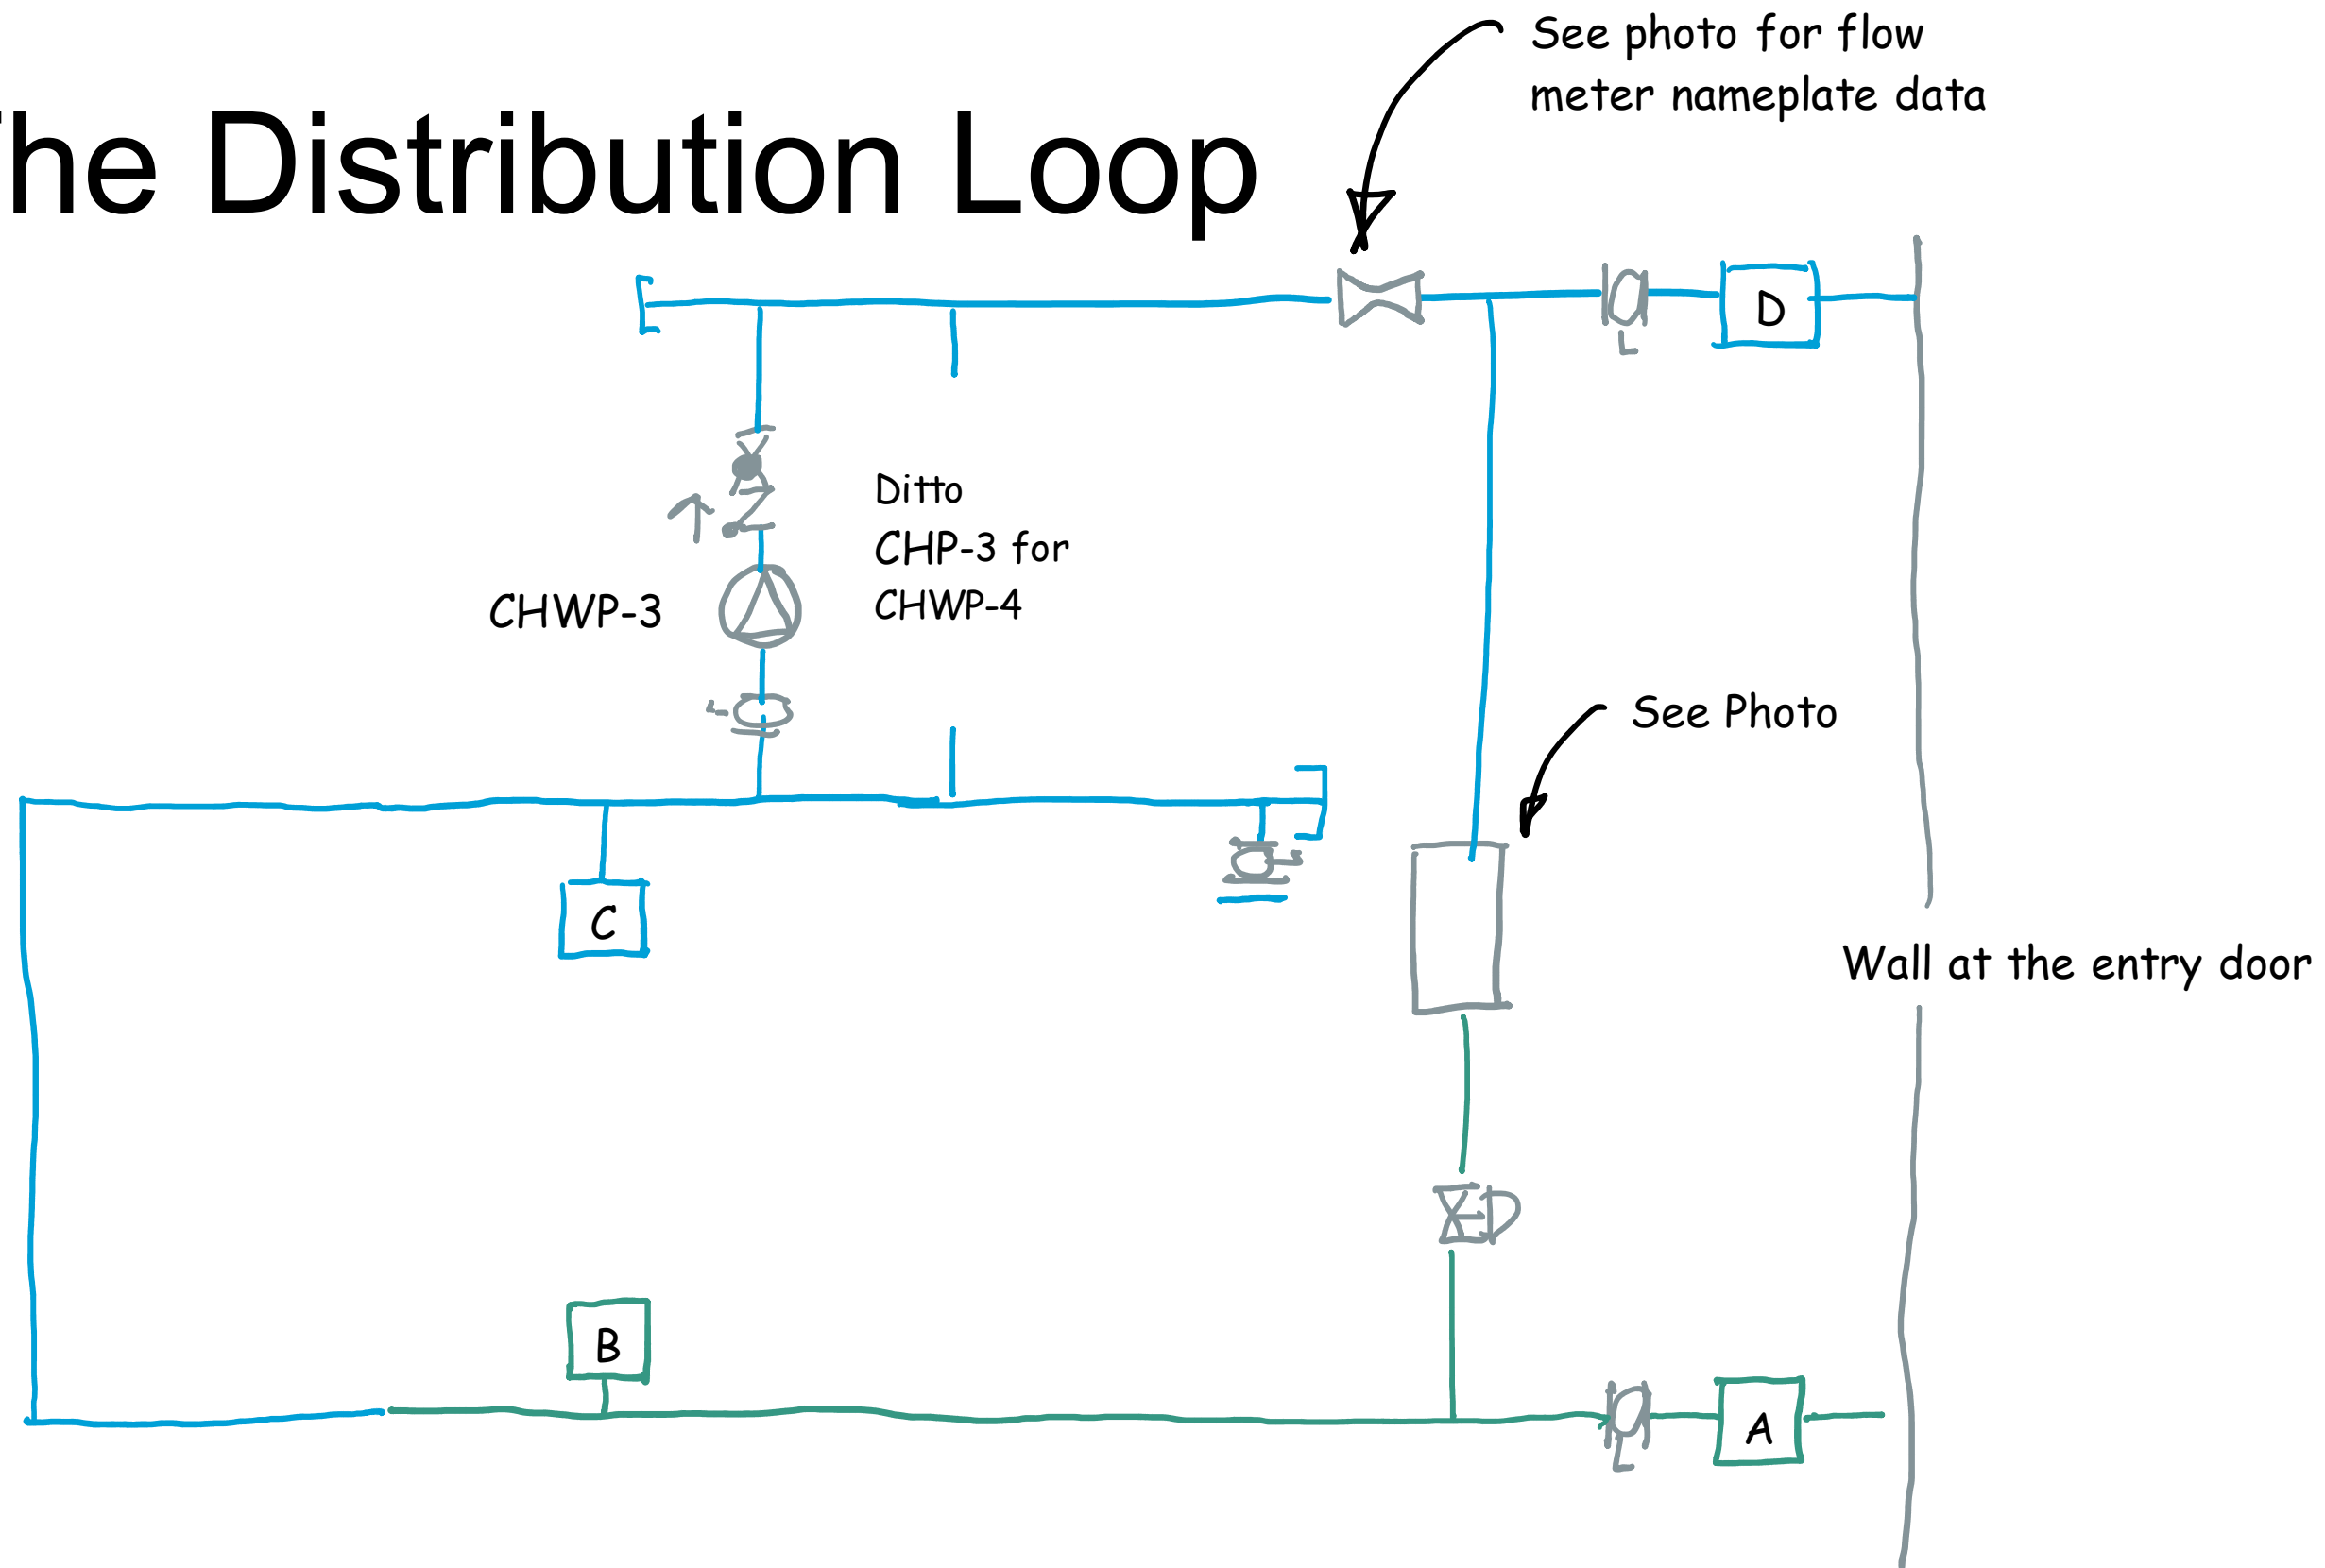 he Distribution Loop
See photo for flow
meter nameplate data
D
Ditto
CHP-3 for
CHWP-4
CHWP-3
See Photo
C
Wall at the entry door
B
A